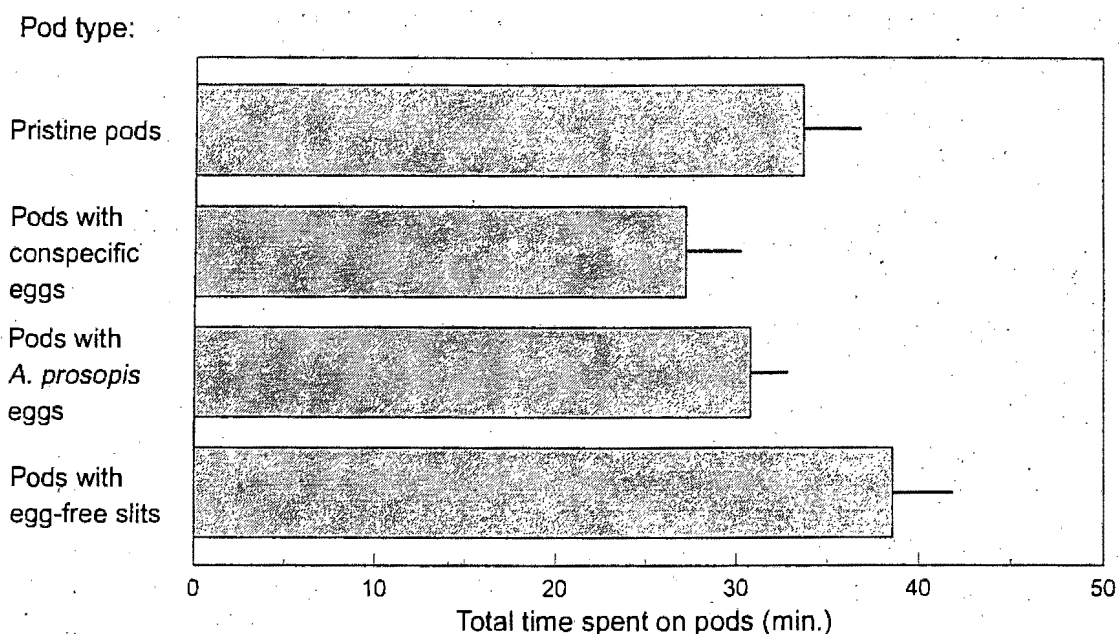 Pod type:
Pristine pods
Pods with
conspecific
eggs
Pods with
A. prosopis
eggs
Pods with
egg-free slits
0 10 20 30 40 50
Total time spent on pods (min.)